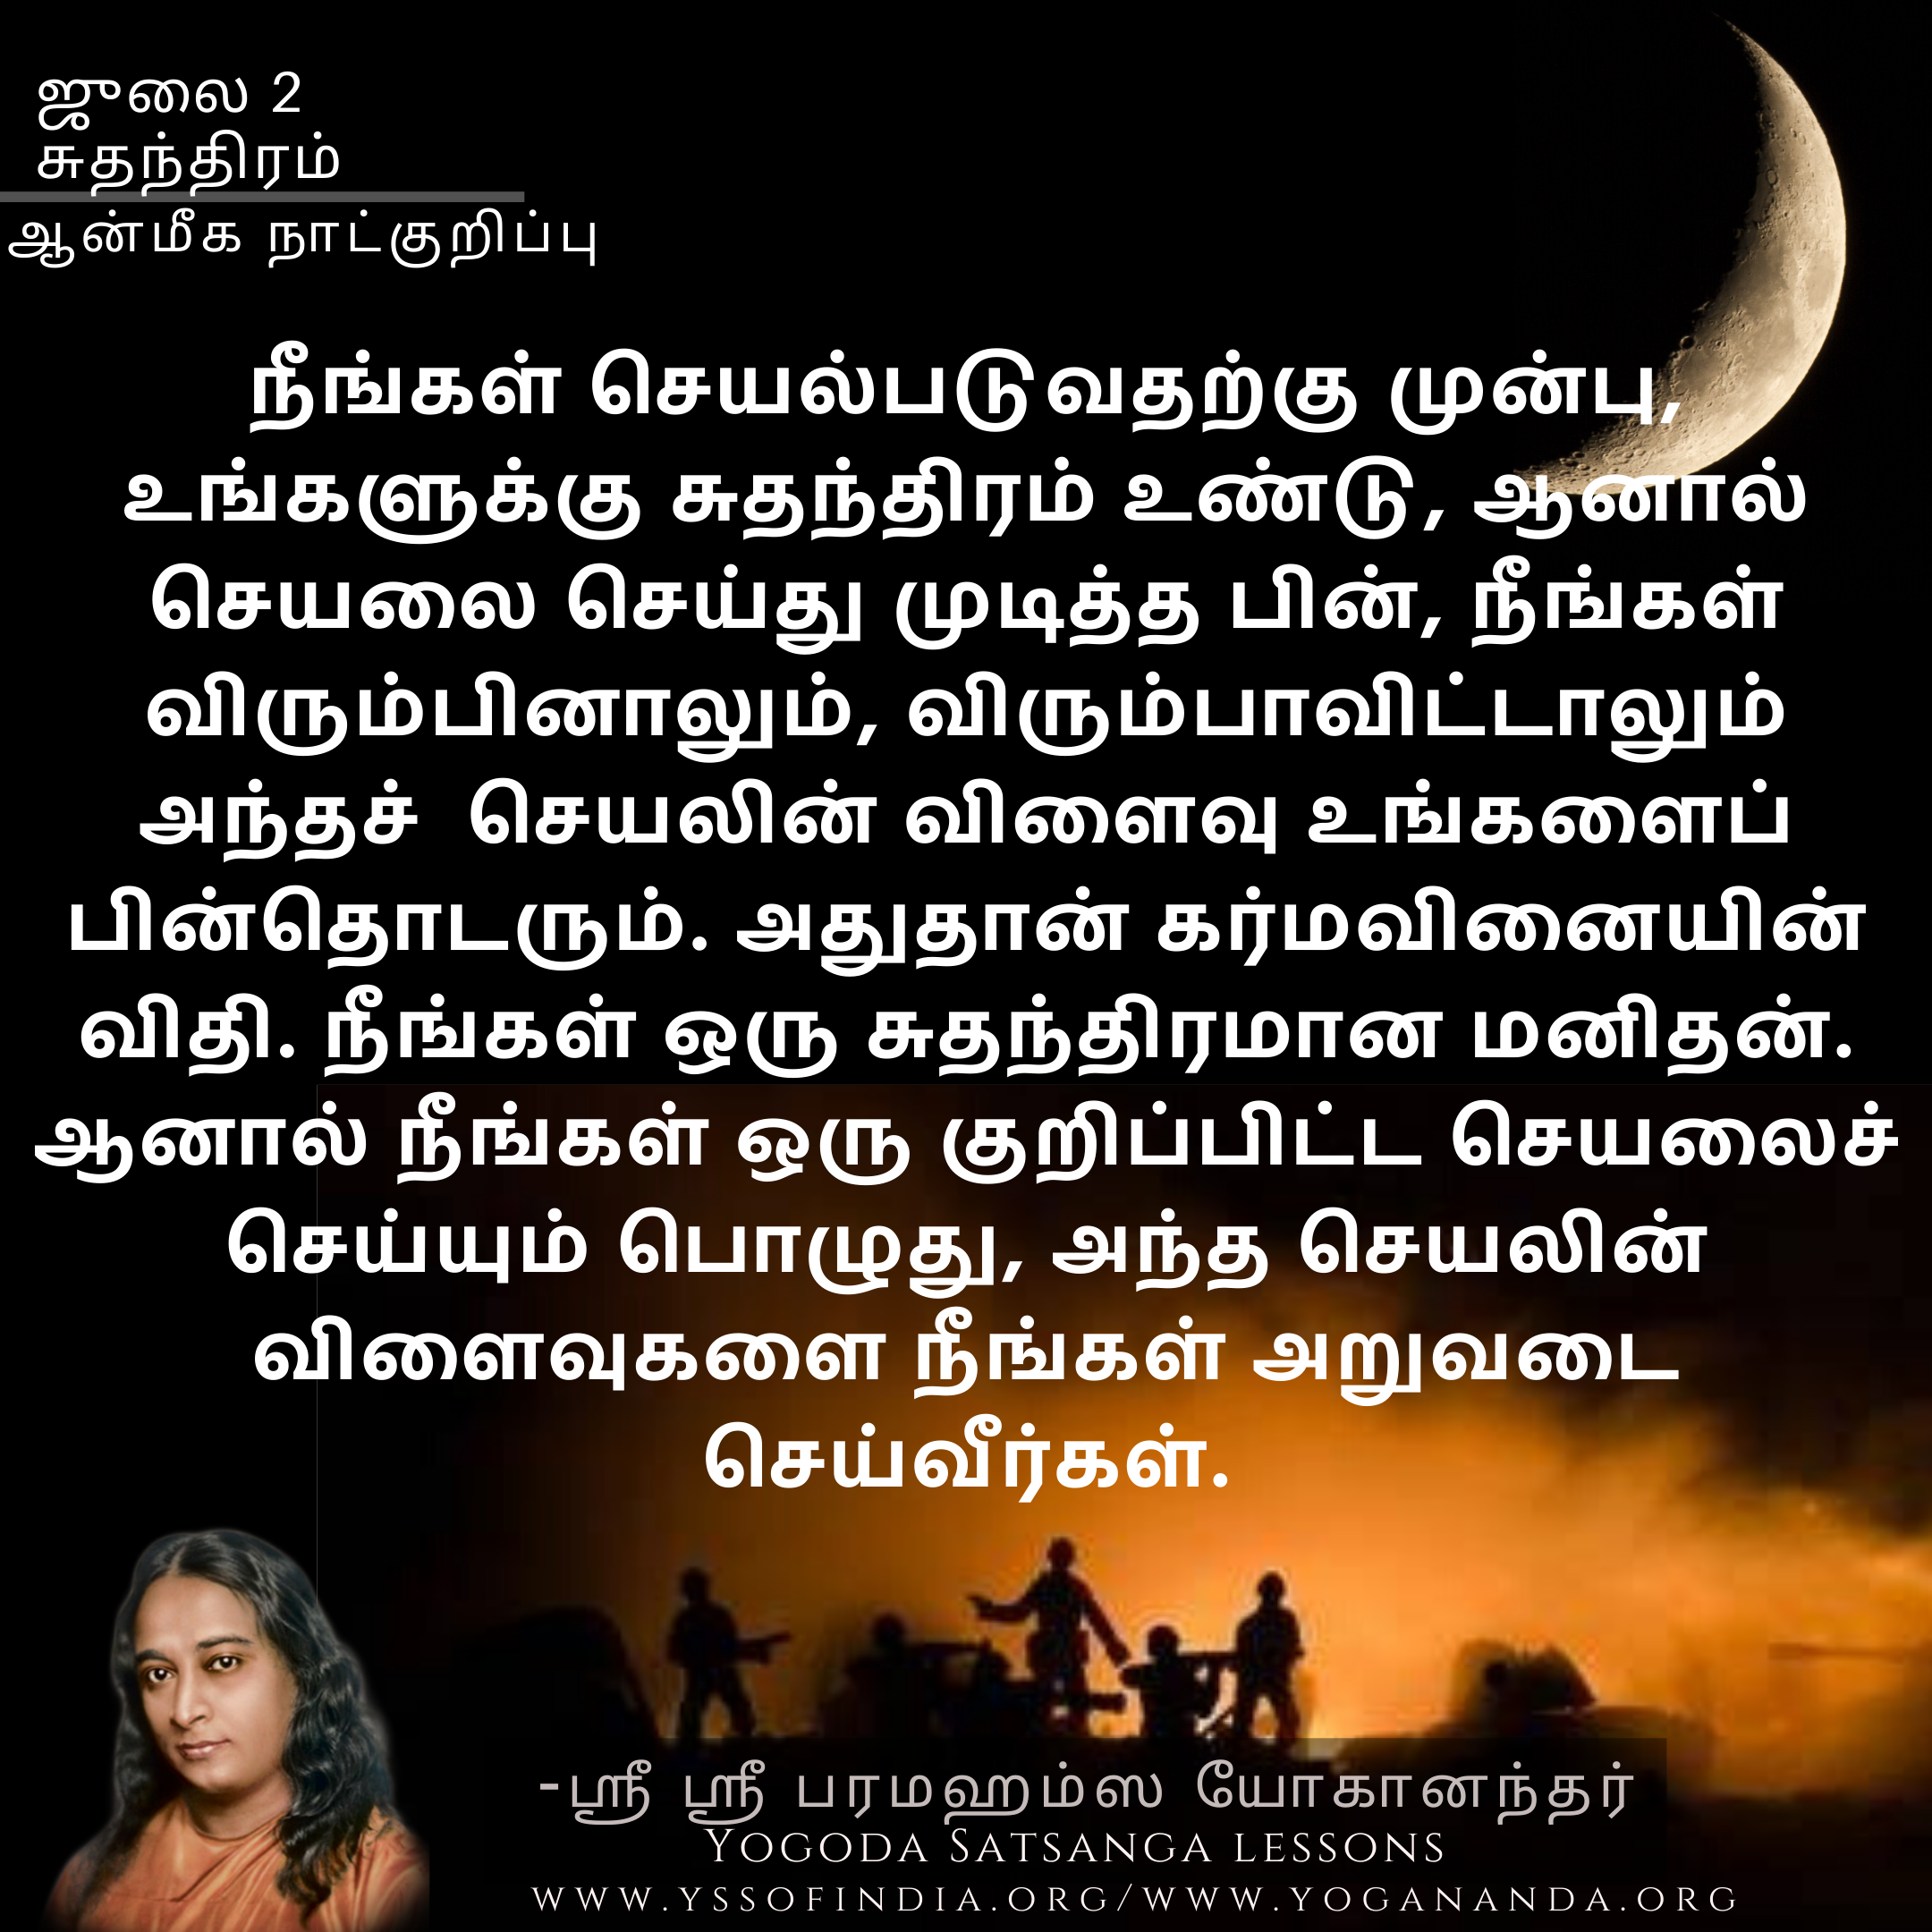 ஜுலை 2
சுதந்திரம்
ஆன்மீக நாட்குறிப்பு
நீங்கள் செயல்படுவதற்கு முன்பு,
உங்களுக்கு சுதந்திரம் உண்டு, ஆனால்
செயலை செய்து முடித்த பின், நீங்கள்
விரும்பினாலும், விரும்பாவிட்டாலும்
அந்தச் செயலின் விளைவு உங்களைப்
பின்தொடரும். அதுதான் கர்மவினையின்
விதி. நீங்கள் ஒரு சுதந்திரமான மனிதன்.
ஆனால் நீங்கள் ஒரு குறிப்பிட்ட செயலைச்
செய்யும் பொழுது, அந்த செயலின்
விளைவுகளை நீங்கள் அறுவடை
செய்வீர்கள்.
-ஸ்ரீ ஸ்ரீ பரமஹம்ஸ யோகானந்தர்
Yogoda Satsanga lessons
www.yssofindia.org/www.yogananda.org